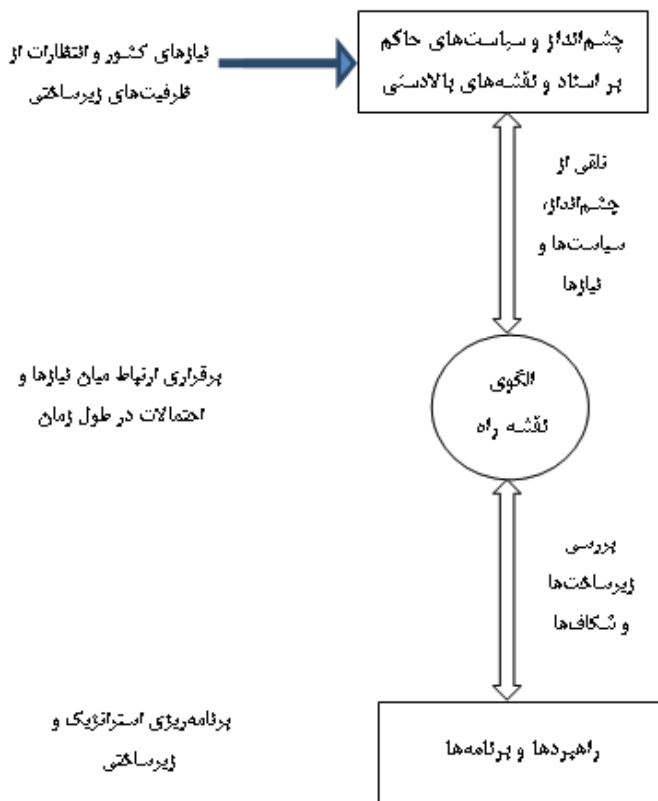 چشم‌انداز و سیاست‌های حاکم
بر اسناد و نقشه‌های بالادستی
نیازهای کشور و انتظارات از
ظرفیت‌های زیرساختی
تلقی از
چشم‌انداز،
سیاست‌ها و
نیازها
الگوی
نقشه راه
برقراری ارتباط میان نیازها و
احتمالات در طول زمان
بررسی
زیرساخت‌ها
و شکاف‌ها
راهبردها و برنامه‌ها
برنامه‌ریزی استراتژیک و
زیرساختی